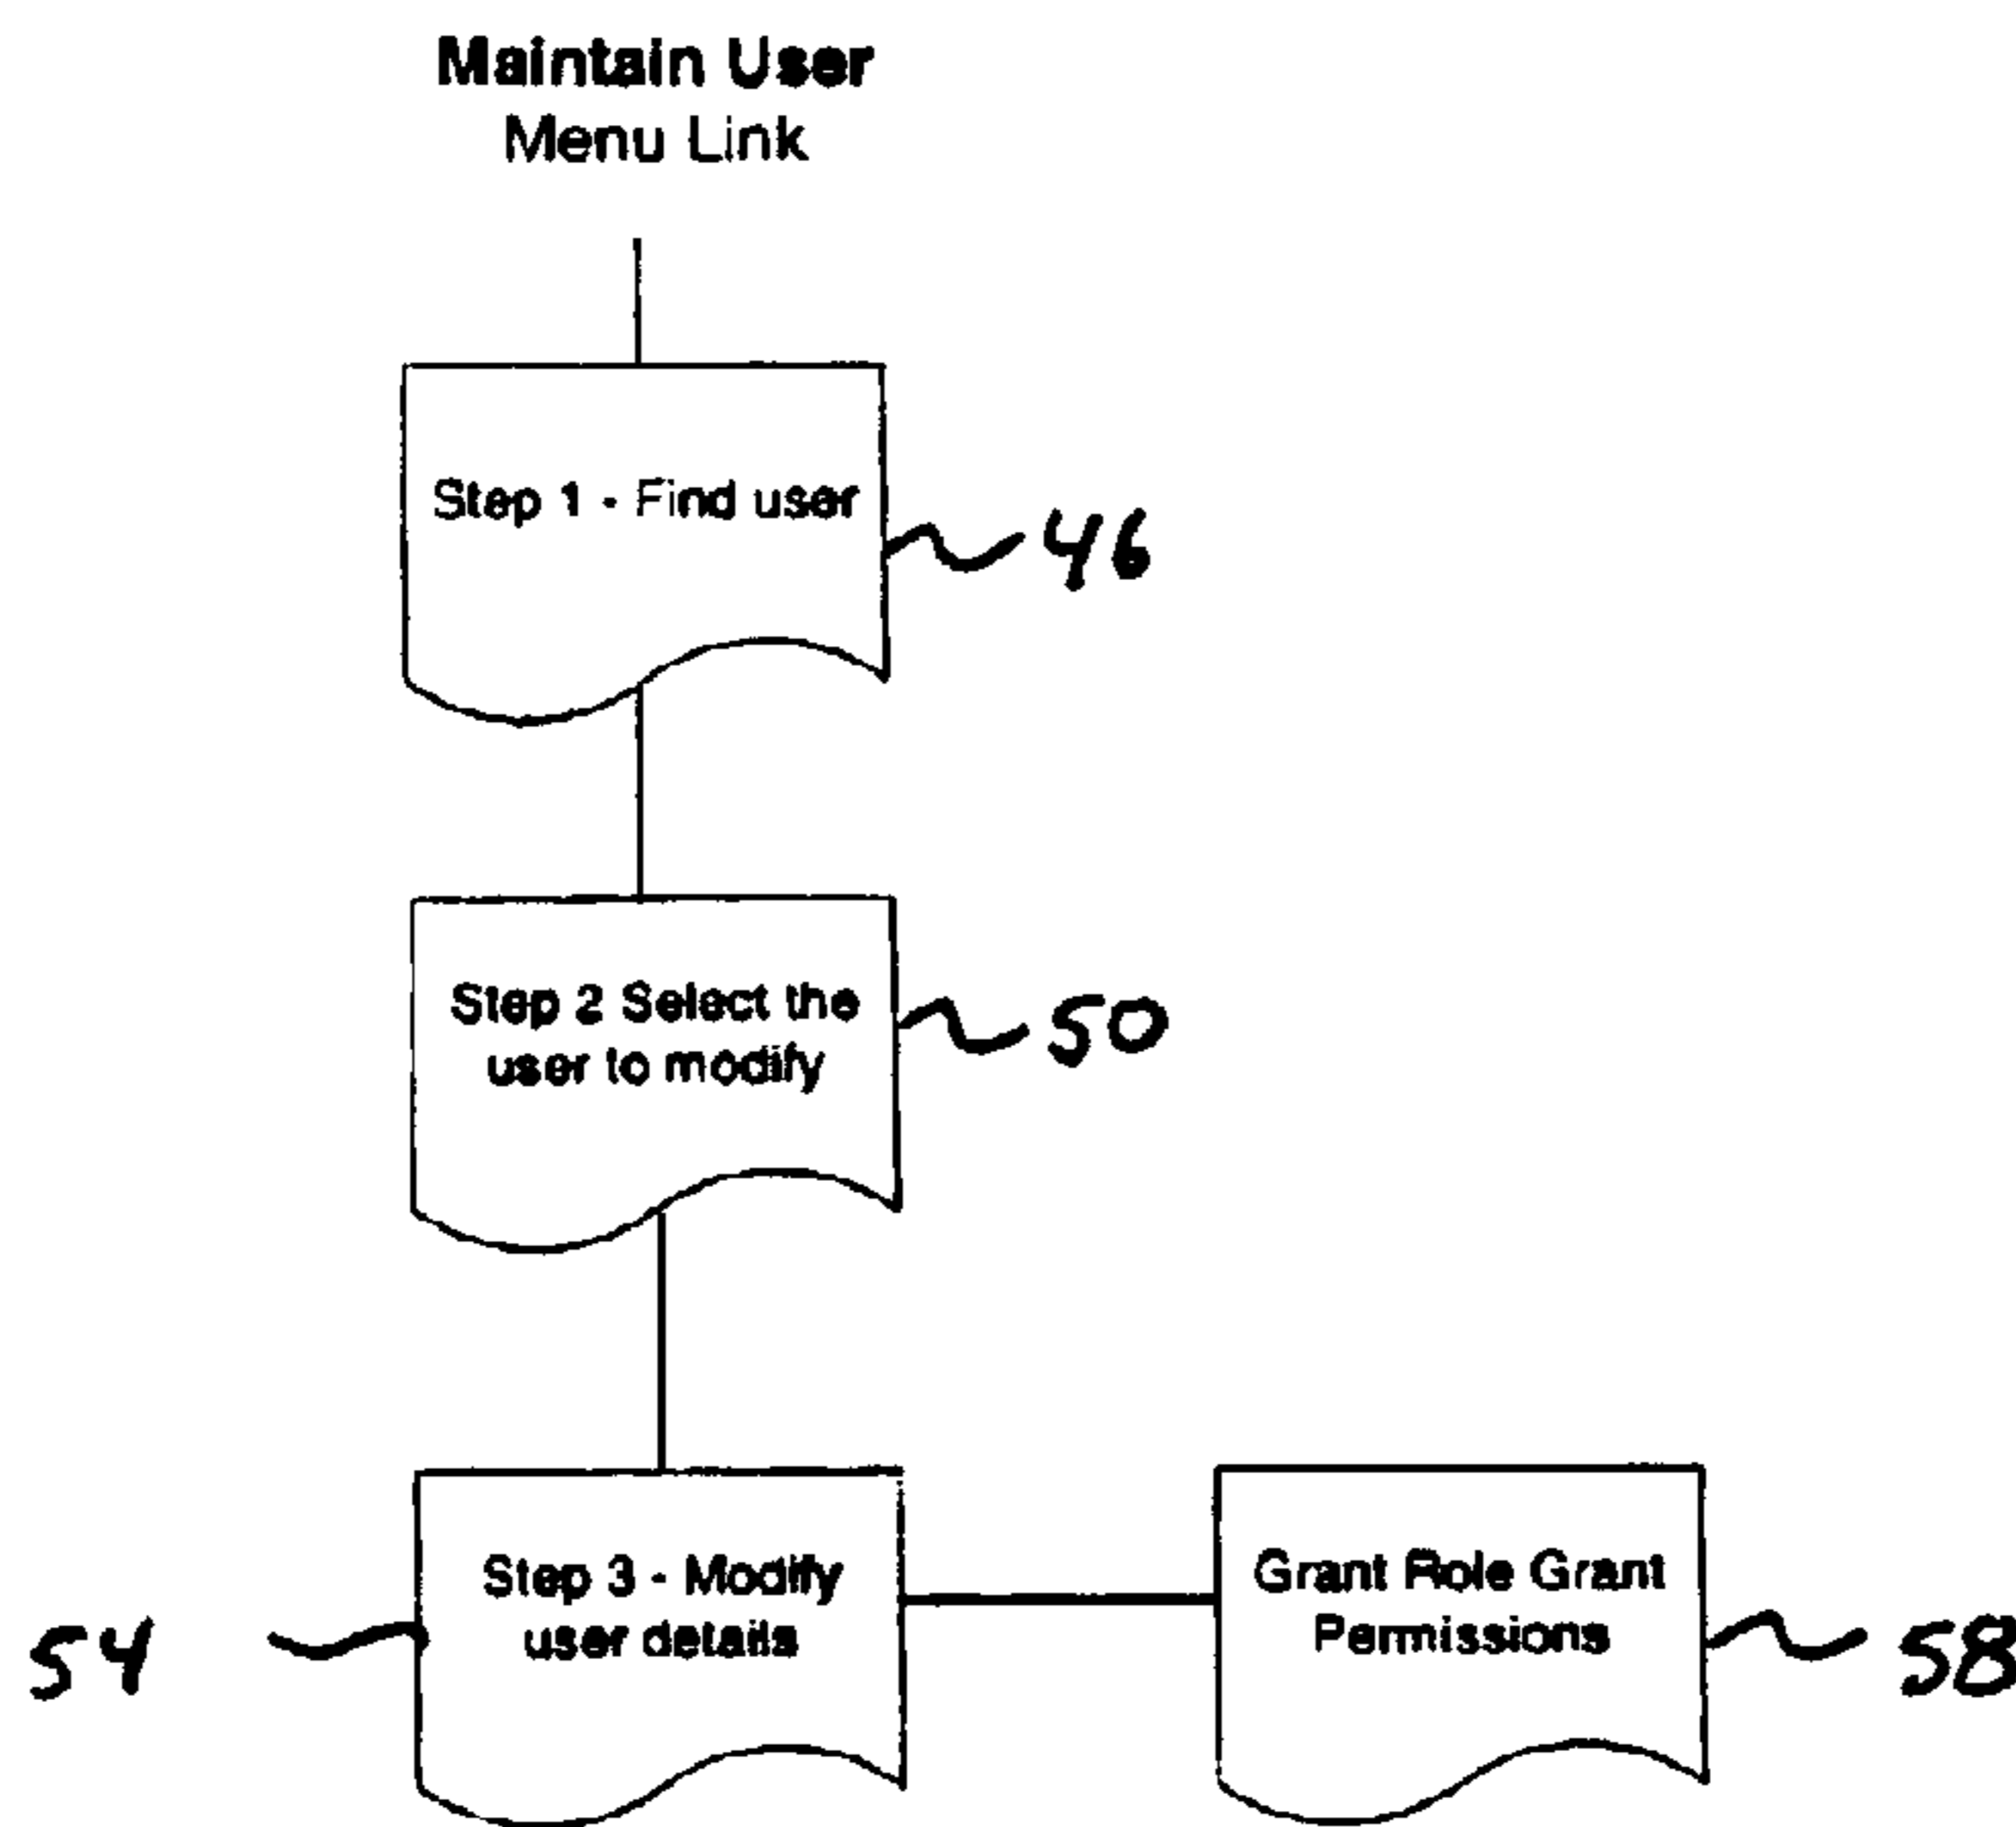 Maintain User
Menu Link
Step 1 - Find user
46
Step 2 Select the
user to modify
50
Step 3 - Modify
user details
54
Grant Role Grant
Permissions
58